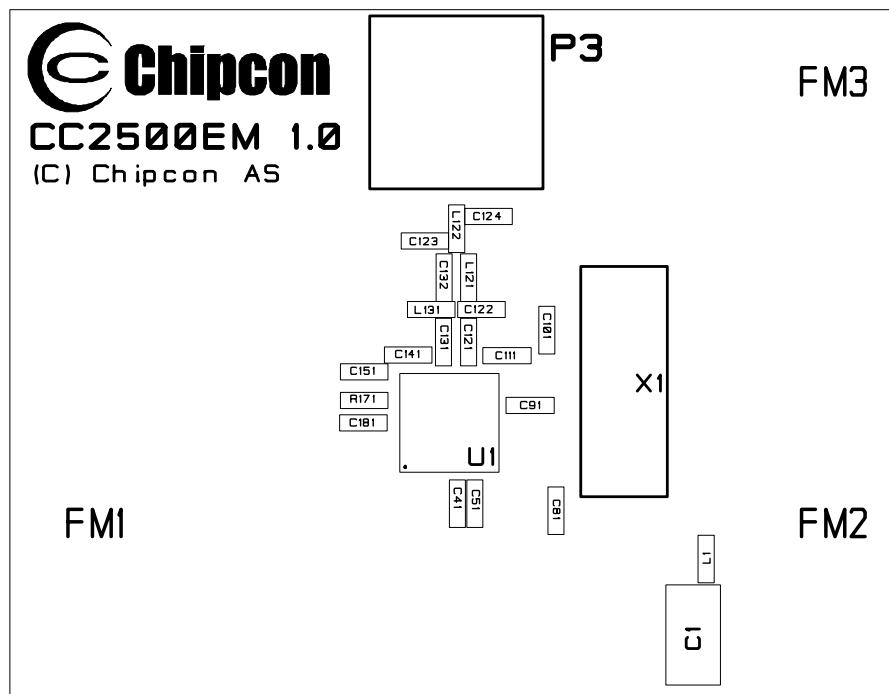 Chipcon
P3
FM3
CC2500EM 1.0
(C) Chipcon AS
L122
C124
C123
C132
L121
L131
C122
C101
C131
C121
C141
C111
C151
X1
R171
C91
C181
U1
C41
C51
C81
FM1
FM2
L1
C1